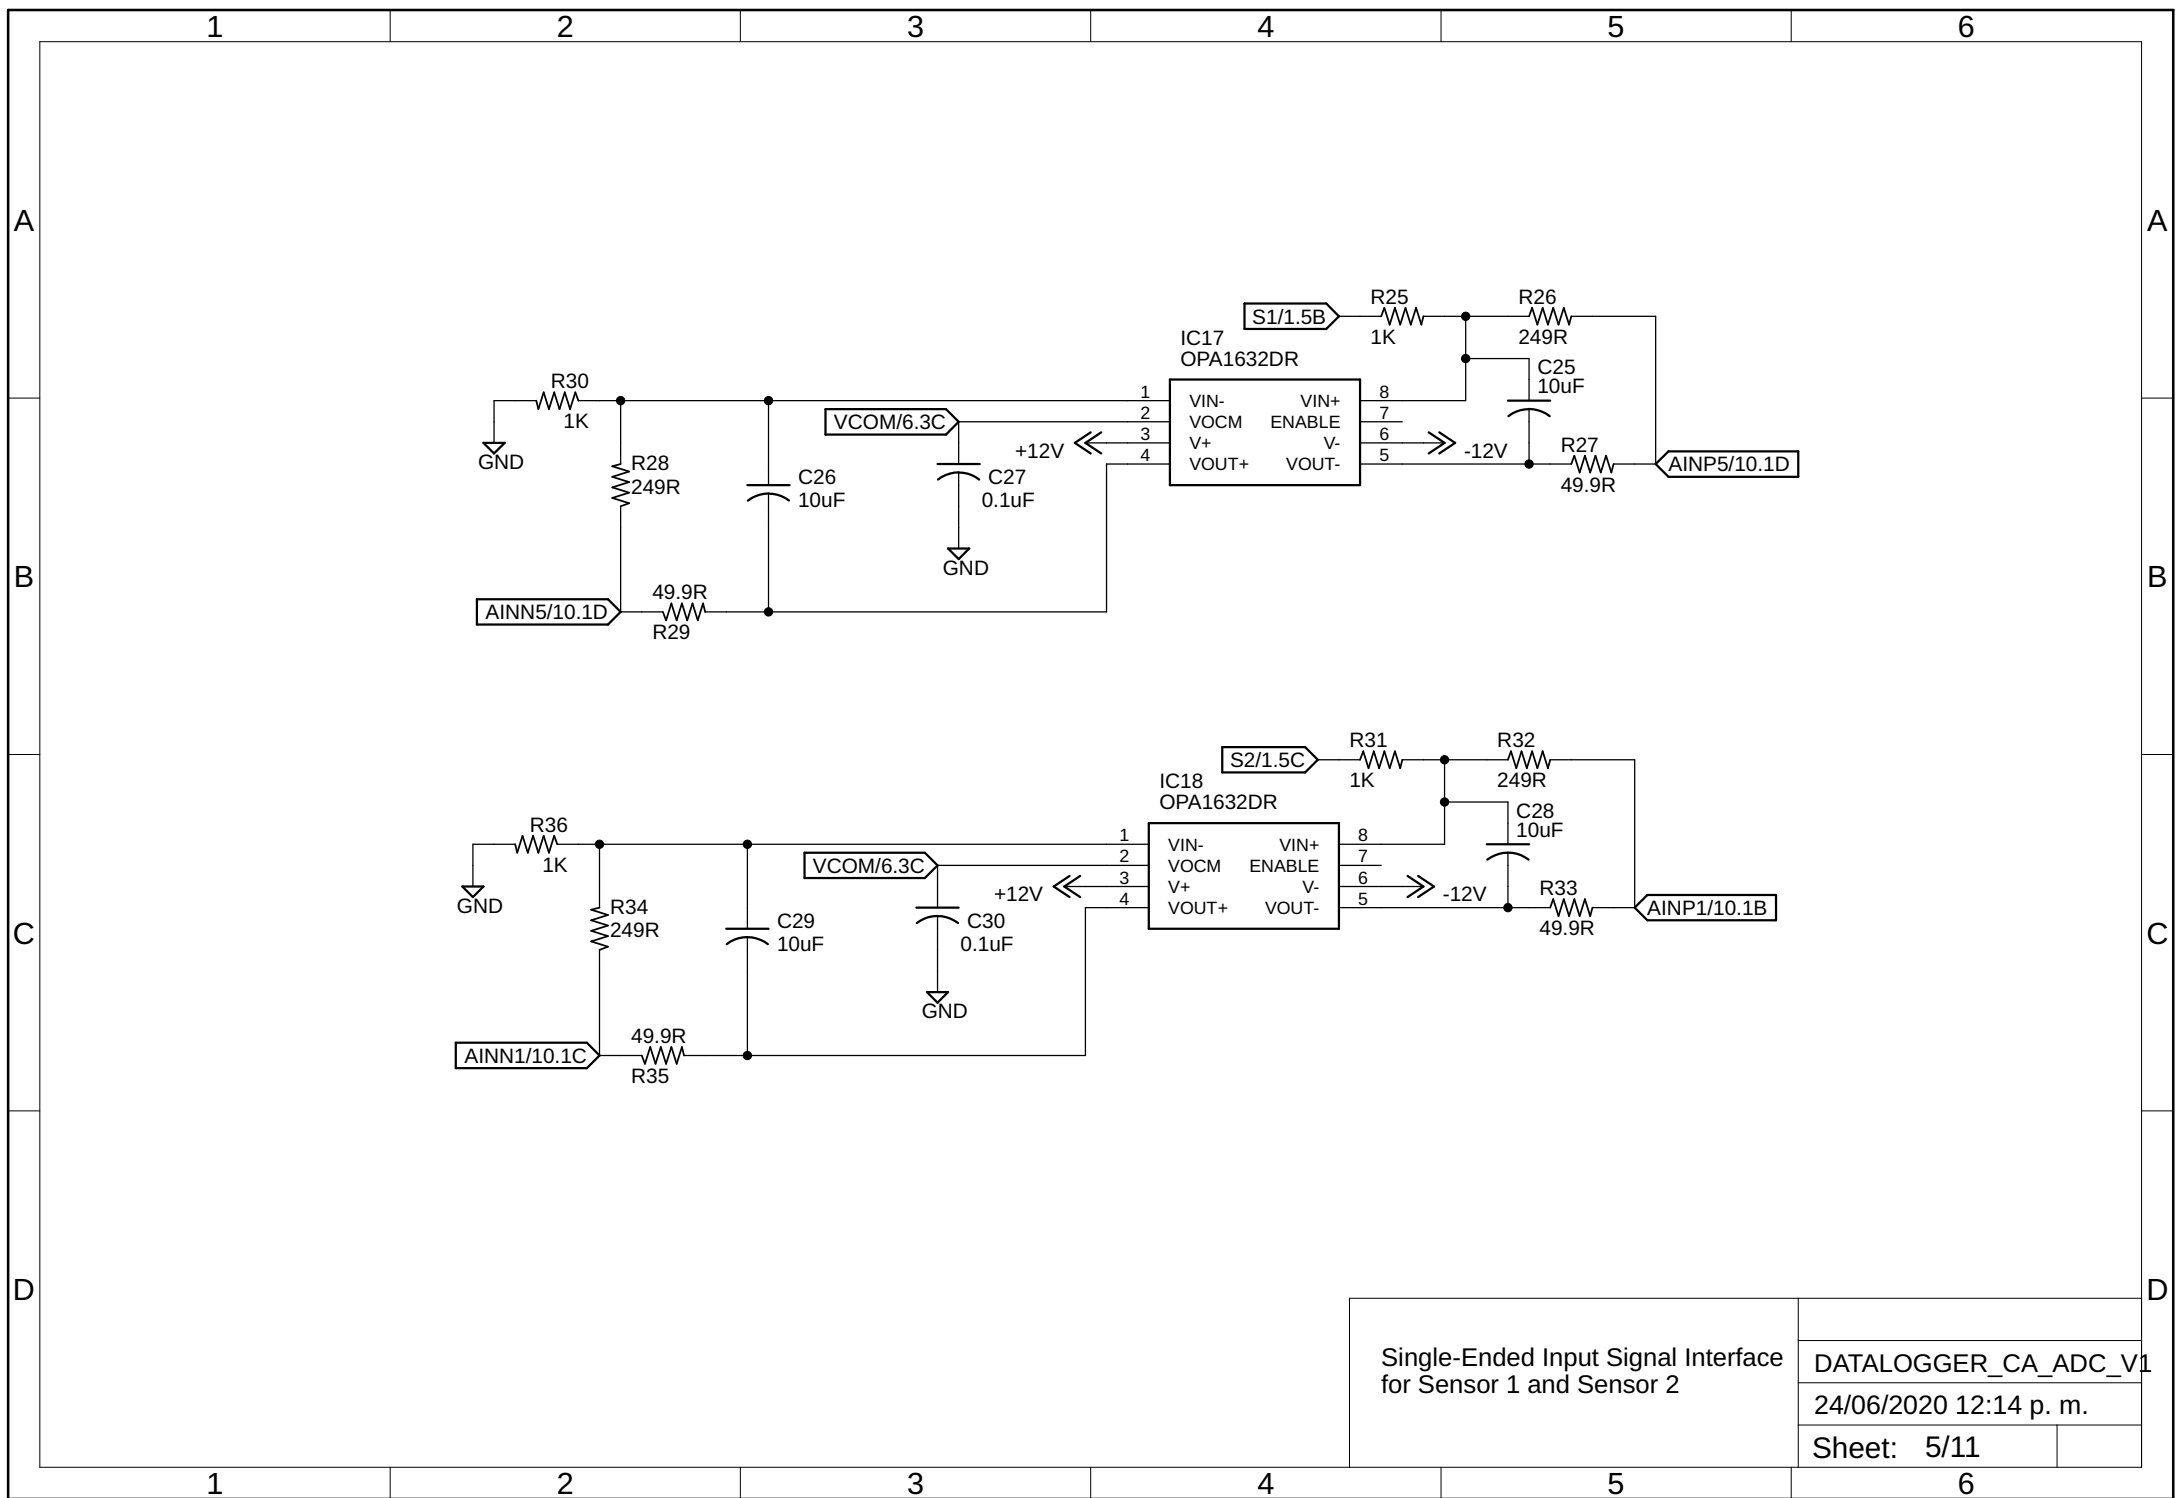 1 2 3 4 5 6
A A
S1/1.5B
R25
1K
R26
249R
IC17
OPA1632DR
C25
10uF
R30
1K
GND
VCOM/6.3C
+12V
1 VIN- VIN+ 8
2 VOCM ENABLE 7
3 V+ V- 6
4 VOUT+ VOUT- 5
-12V
R27
49.9R
AINP5/10.1D
R28
249R
C26
10uF
C27
0.1uF
GND
B B
AINN5/10.1D
49.9R
R29
S2/1.5C
R31
1K
R32
249R
IC18
OPA1632DR
C28
10uF
R36
1K
GND
VCOM/6.3C
+12V
1 VIN- VIN+ 8
2 VOCM ENABLE 7
3 V+ V- 6
4 VOUT+ VOUT- 5
-12V
R33
49.9R
AINP1/10.1B
R34
249R
C29
10uF
C30
0.1uF
GND
C C
AINN1/10.1C
49.9R
R35
D D
Single-Ended Input Signal Interface
for Sensor 1 and Sensor 2
DATALOGGER_CA_ADC_V1
24/06/2020 12:14 p. m.
Sheet: 5/11
1 2 3 4 5 6